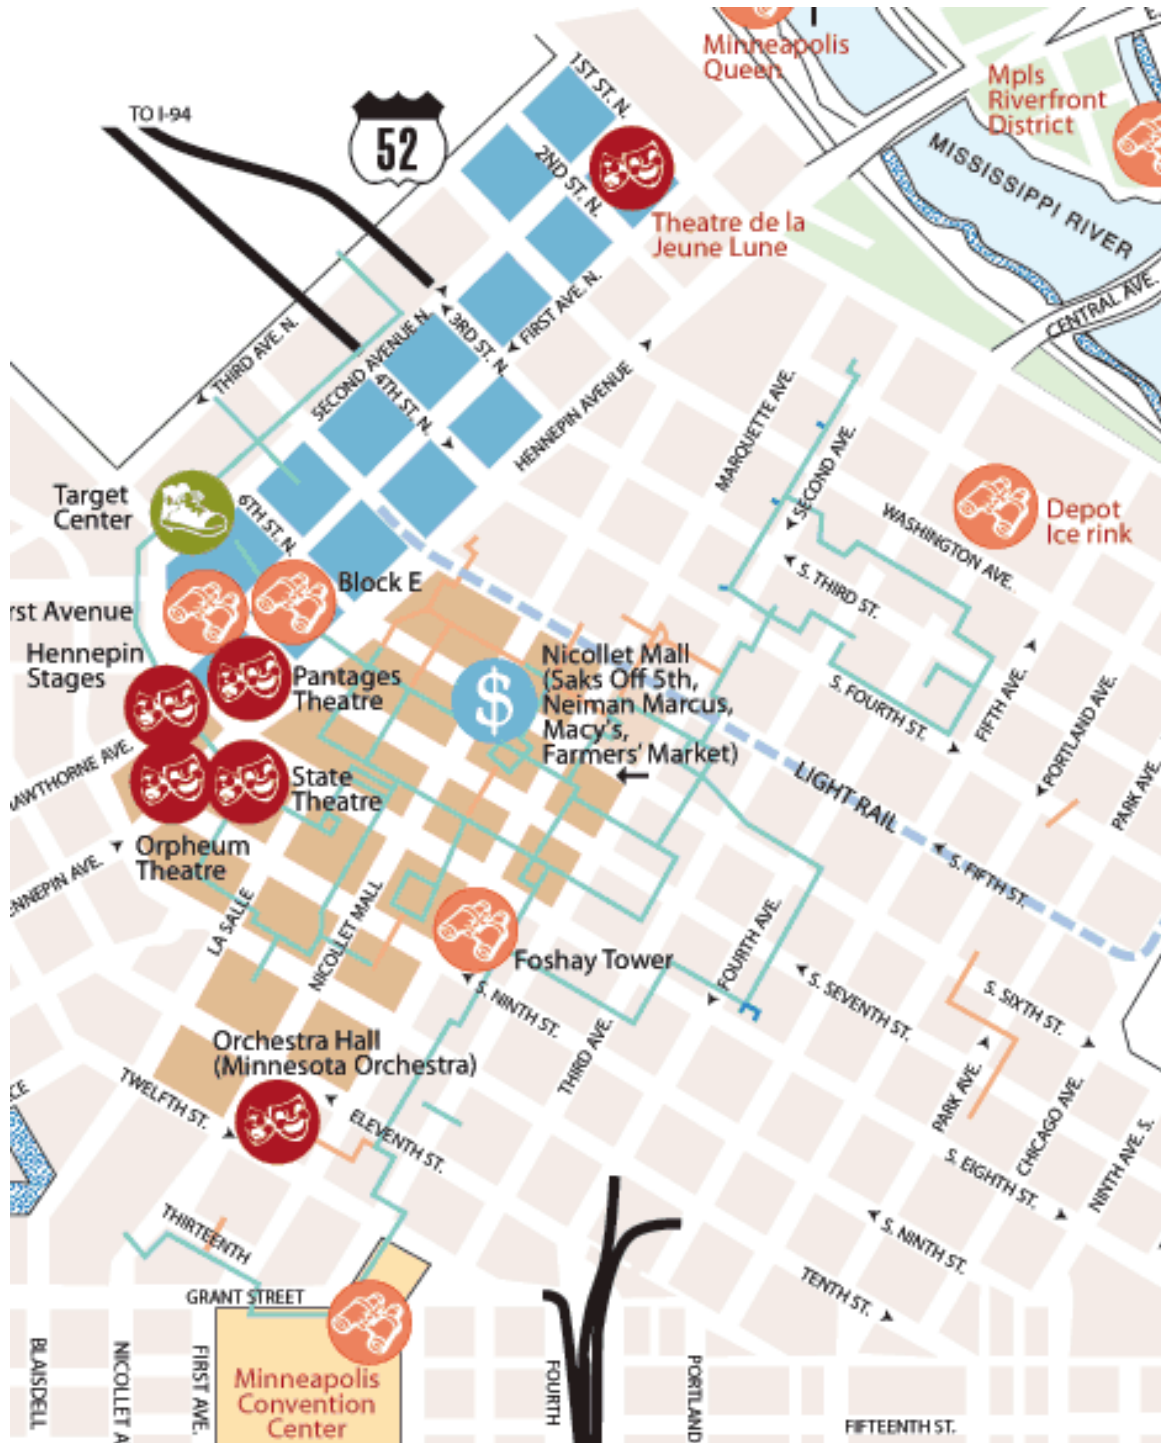 1ST ST. N.
Minneapolis
Queen
Mpls
Riverfront
District
TO I-94
52
2ND ST. N.
MISSISSIPPI RIVER
Theatre de la
Jeune Lune
CENTRAL AVE.
THIRD AVE. N.
SECOND AVENUE N.
3RD ST. N
FIRST AVE. N.
4TH ST. N.
HENNEPIN AVENUE
MARQUETTE AVE.
SECOND AVE.
Target
Center
6TH ST. N.
WASHINGTON AVE.
Depot
Ice rink
Block E
S. THIRD ST.
rst Avenue
Hennepin
Stages
Pantages
Theatre
$
Nicollet Mall
(Saks Off 5th,
Neiman Marcus,
Macy's,
Farmers' Market)
S. FOURTH ST.
FIFTH AVE.
PORTLAND AVE.
PARK AVE.
AWTHORNE AVE.
State
Theatre
LIGHT RAIL
Orpheum
Theatre
ENNEPIN AVE.
S. FIFTH ST.
LA SALLE
NICOLLET MALL
FOURTH AVE.
Foshay Tower
S. NINTH ST.
S. SEVENTH ST.
S. SIXTH ST.
Orchestra Hall
(Minnesota Orchestra)
THIRD AVE.
CE
TWELFTH ST.
ELEVENTH ST.
PARK AVE.
CHICAGO AVE.
NINTH AVE. S.
S. EIGHTH ST.
THIRTEENTH
S. NINTH ST.
TENTH ST.
GRANT STREET
BLAISDELL
NICOLLET A
FIRST AVE.
Minneapolis
Convention
Center
FOURTH
PORTLAND
FIFTEENTH ST.